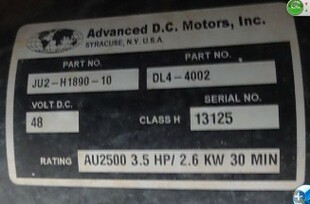 Advanced D.C. Motors, Inc.
SYRACUSE, N.Y. U.S.A.
PART NO. PART NO.
JU2-H1890-10 DL4-4002
VOLT D.C. SERIAL NO.
48 CLASS H 13125
RATING AU2500 3.5 HP/ 2.6 KW 30 MIN